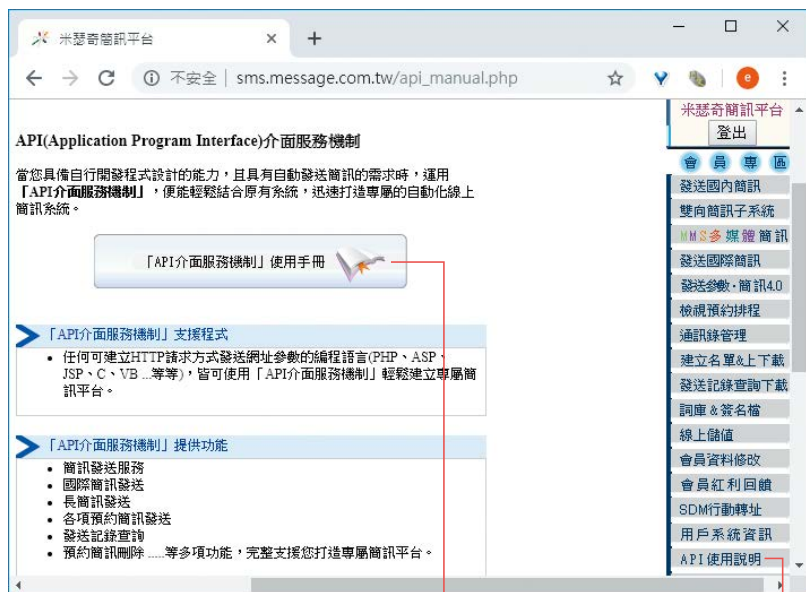 米瑟奇簡訊平台
不安全 | sms.message.com.tw/api_manual.php
e
API(Application Program Interface)介面服務機制
當您具備自行開發程式設計的能力,且具有自動發送簡訊的需求時,運用
「API介面服務機制」,便能輕鬆結合原有系統,迅速打造專屬的自動化線上
簡訊系統。
「API介面服務機制」使用手冊
「API介面服務機制」支援程式
• 任何可建立HTTP請求方式發送網址參數的編程語言(PHP、ASP、
JSP、C、VB ...等等),皆可使用「API介面服務機制」輕鬆建立專屬簡
訊平台。
「API介面服務機制」提供功能
• 簡訊發送服務
• 國際簡訊發送
• 長簡訊發送
• 各項預約簡訊發送
• 發送記錄查詢
• 預約簡訊刪除 .....等多項功能,完整支援您打造專屬簡訊平台。
米瑟奇簡訊平台
登出
會員專區
發送國內簡訊
雙向簡訊子系統
MMS多媒體簡訊
發送國際簡訊
發送參數‧簡訊4.0
檢視預約排程
通訊錄管理
建立名單&上下載
發送記錄查詢下載
詞庫&簽名檔
線上儲值
會員資料修改
會員紅利回饋
SDM行動轉址
用戶系統資訊
API使用說明